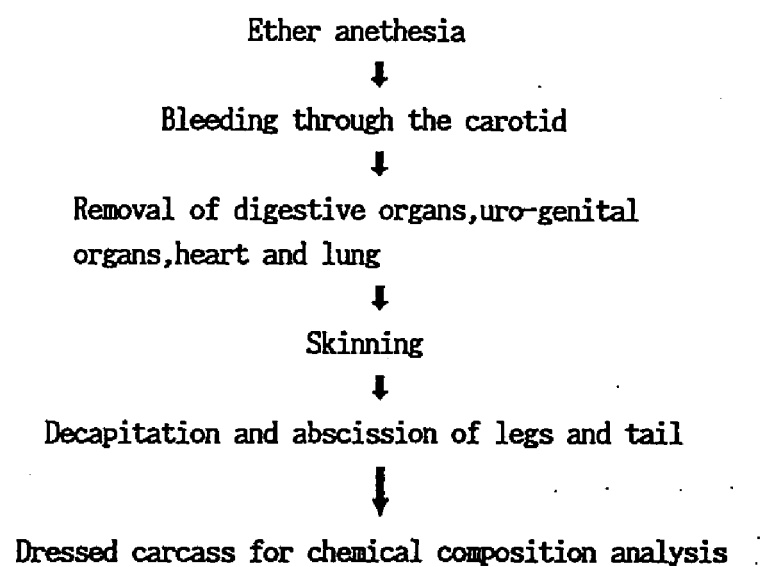 Ether anethesia
Bleeding through the carotid
Removal of digestive organs,uro-genital
organs,heart and lung
Skinning
Decapitation and abscission of legs and tail
Dressed carcass for chemical composition analysis